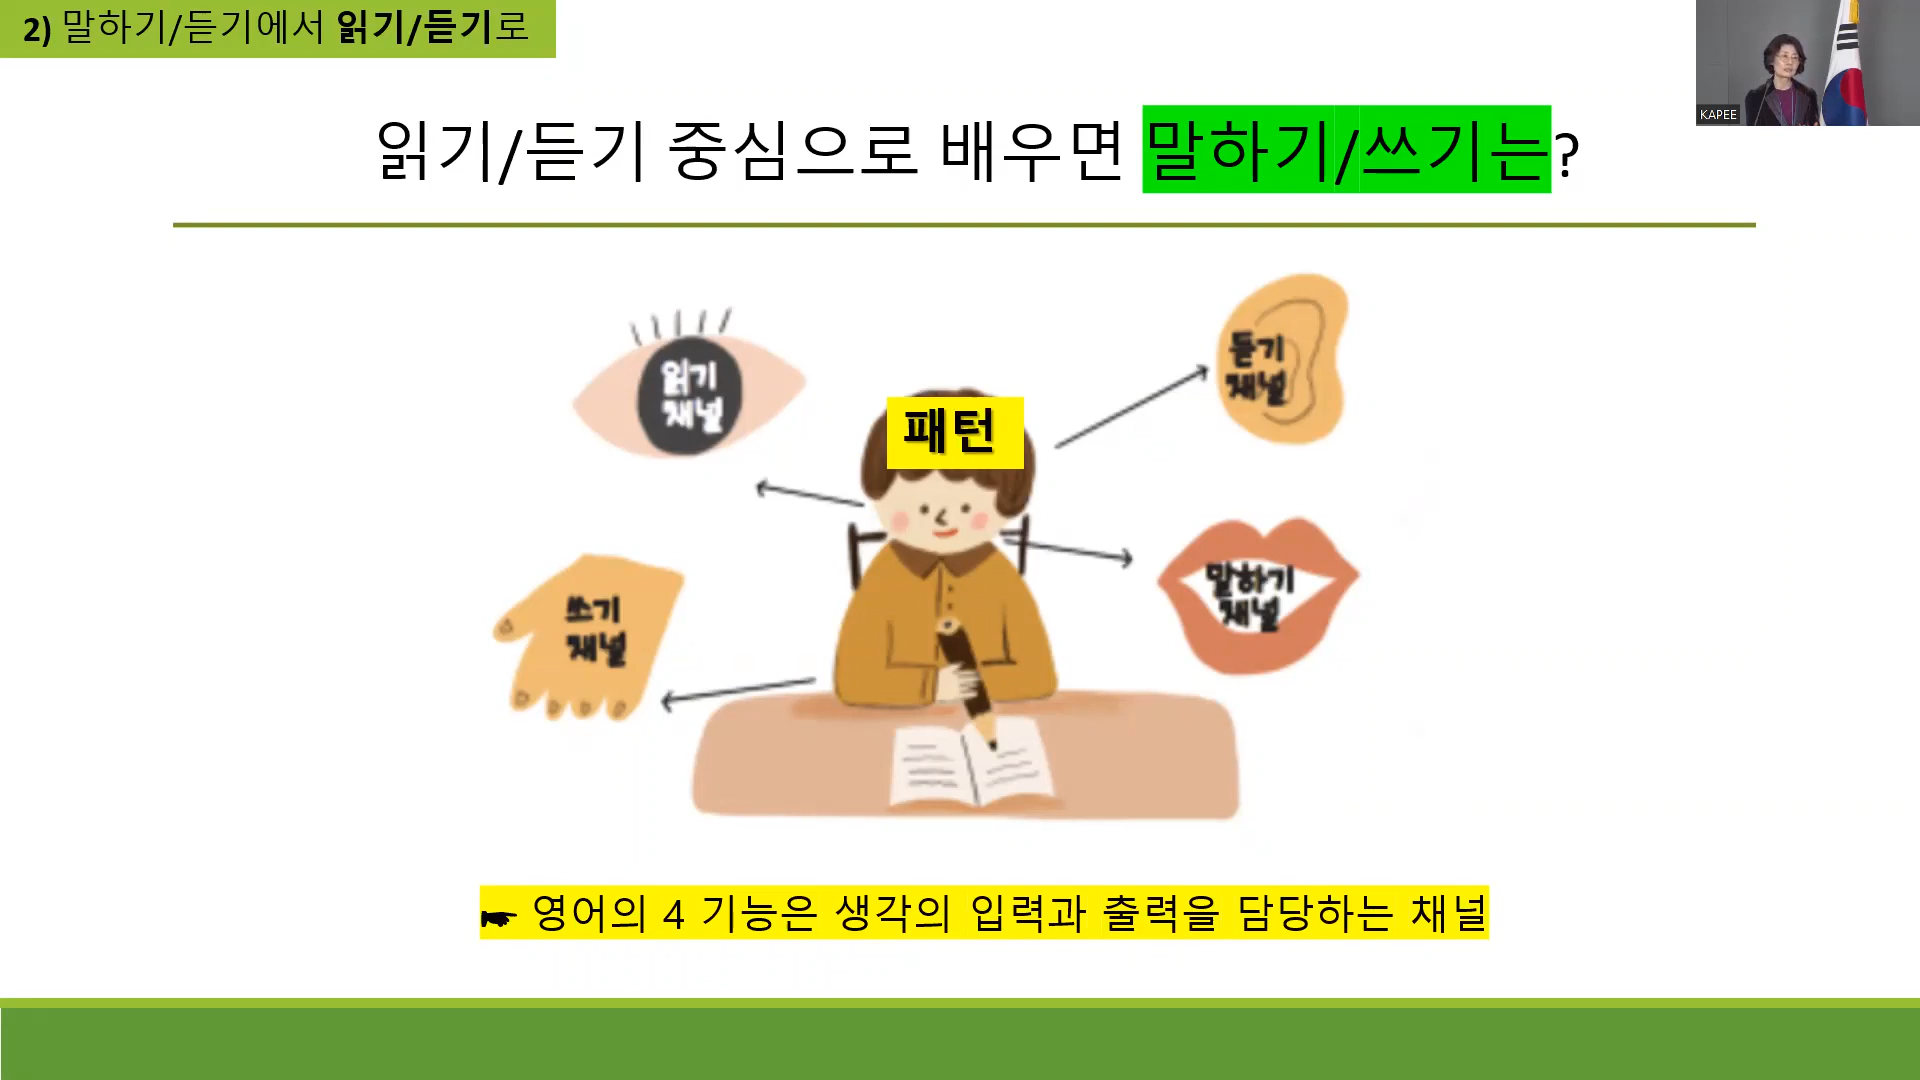 2) 말하기/듣기에서 읽기/듣기로
KAPEE
읽기/듣기 중심으로 배우면 말하기/쓰기는?
읽기
채널
듣기
채널
패턴
쓰기
채널
말하기
채널
☛ 영어의 4 기능은 생각의 입력과 출력을 담당하는 채널